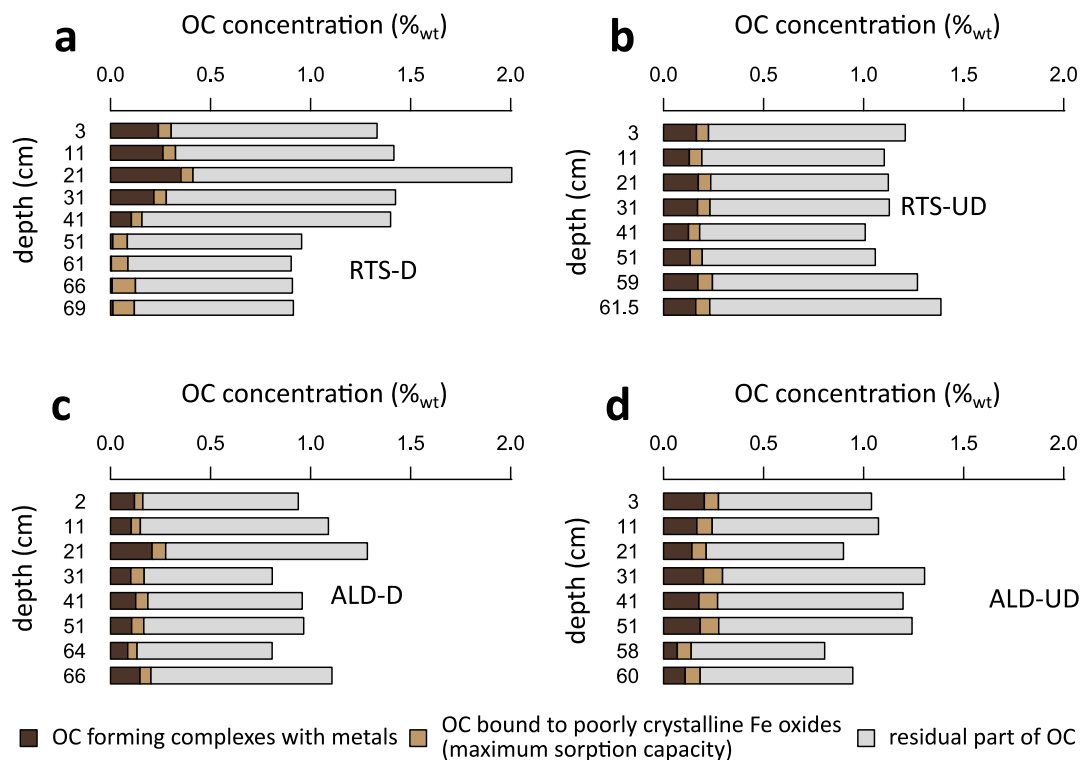 a
OC concentration (%wt)
0.0 0.5 1.0 1.5 2.0
depth (cm)
3
11
21
31
41
51
61
66
69
RTS-D
b
OC concentration (%wt)
0.0 0.5 1.0 1.5 2.0
depth (cm)
3
11
21
31
41
51
59
61.5
RTS-UD
c
OC concentration (%wt)
0.0 0.5 1.0 1.5 2.0
depth (cm)
2
11
21
31
41
51
64
66
ALD-D
d
OC concentration (%wt)
0.0 0.5 1.0 1.5 2.0
depth (cm)
3
11
21
31
41
51
58
60
ALD-UD
OC forming complexes with metals
OC bound to poorly crystalline Fe oxides
(maximum sorption capacity)
residual part of OC